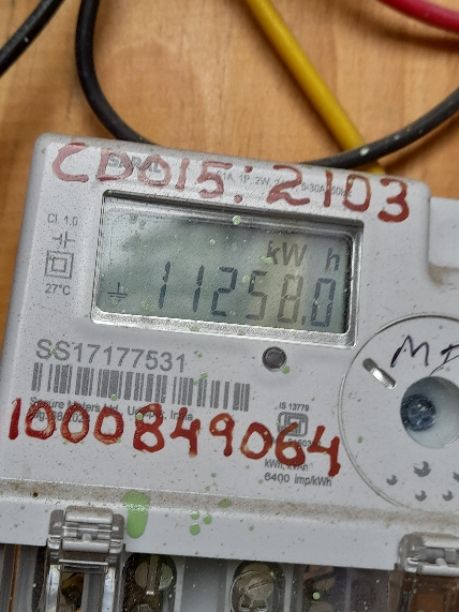 CD015:2103
Cl 1.0
27°C
kW h
11258.0
SS17177531
IS 13779
1000849064
6400 imp/kWh